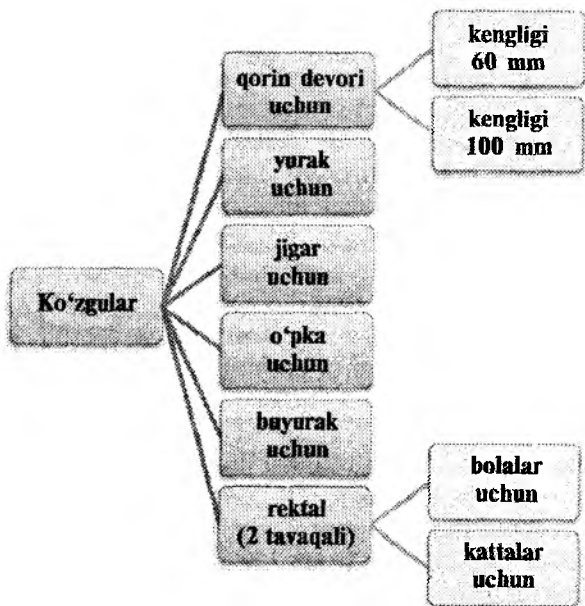 Ko‘zgular
qorin devori
uchun
kengligi
60 mm
kengligi
100 mm
yurak
uchun
jigar
uchun
o‘pka
uchun
buyurak
uchun
rektal
(2 tavaqali)
bolalar
uchun
kattalar
uchun